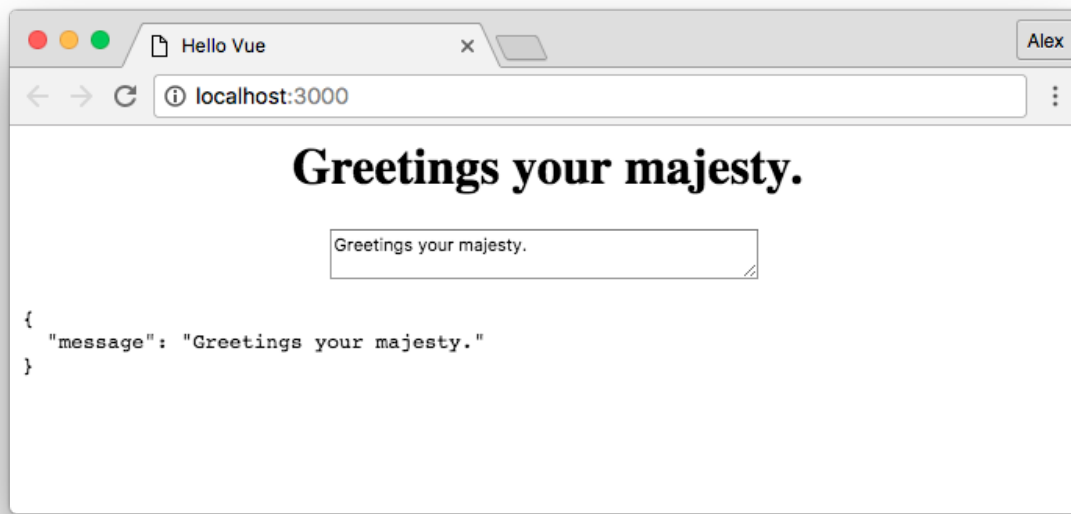 Hello Vue
Alex
localhost:3000
Greetings your majesty.
Greetings your majesty.
{
"message": "Greetings your majesty."
}